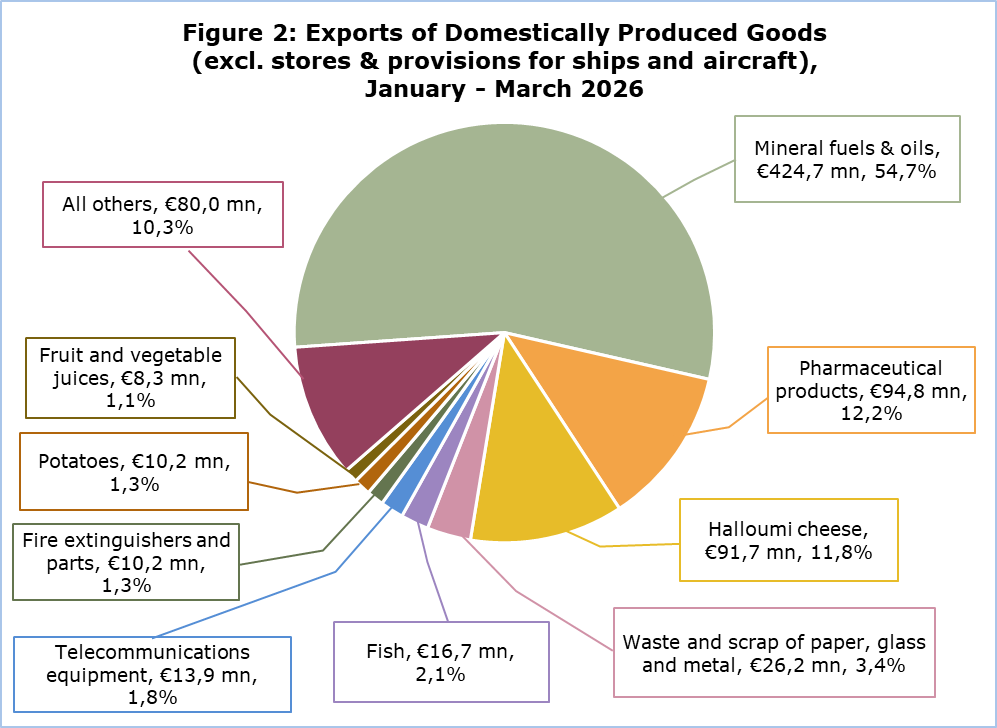 Figure 2: Exports of Domestically Produced Goods
(excl. stores & provisions for ships and aircraft),
January - March 2026
Mineral fuels & oils,
€424,7 mn, 54,7%
All others, €80,0 mn,
10,3%
Fruit and vegetable
juices, €8,3 mn,
1,1%
Pharmaceutical
products, €94,8 mn,
12,2%
Potatoes, €10,2 mn,
1,3%
Halloumi cheese,
€91,7 mn, 11,8%
Fire extinguishers and
parts, €10,2 mn,
1,3%
Telecommunications
equipment, €13,9 mn,
1,8%
Fish, €16,7 mn,
2,1%
Waste and scrap of paper, glass
and metal, €26,2 mn, 3,4%